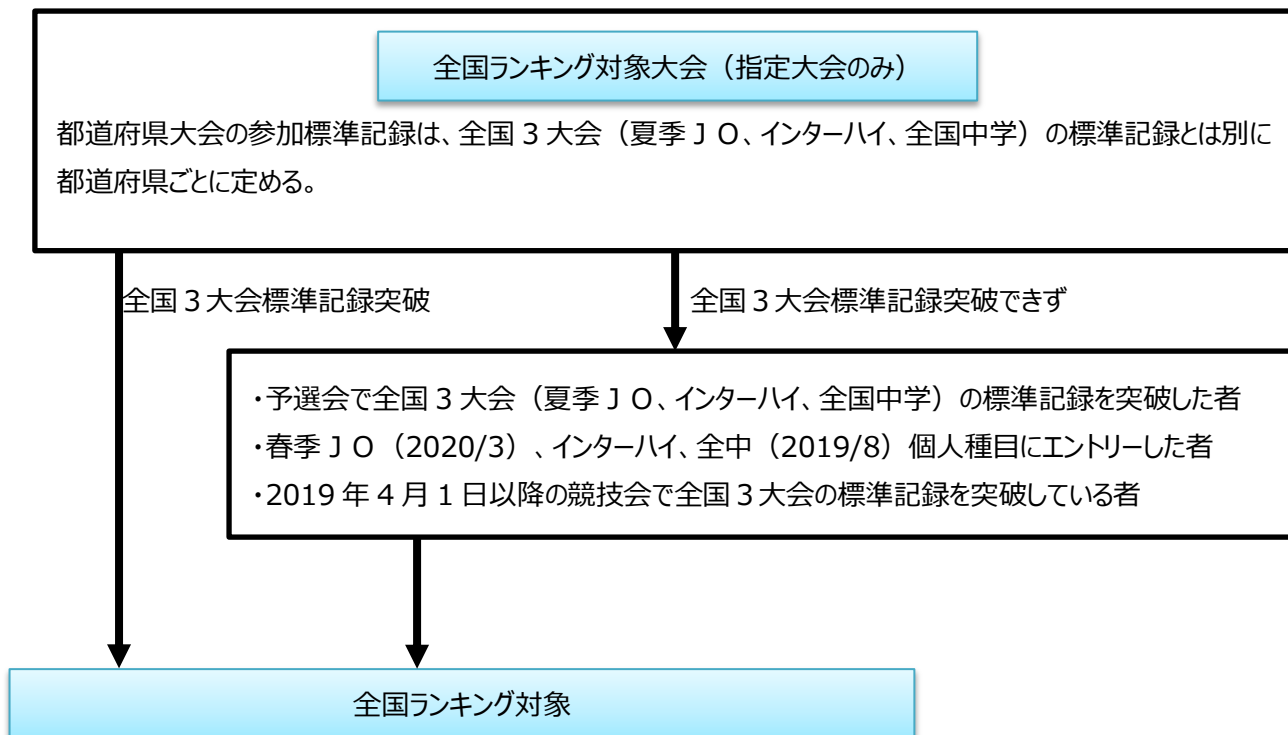 全国ランキング対象大会（指定大会のみ）
都道府県大会の参加標準記録は、全国３大会（夏季ＪＯ、インターハイ、全国中学）の標準記録とは別に
都道府県ごとに定める。
全国３大会標準記録突破
全国３大会標準記録突破できず
・予選会で全国３大会（夏季ＪＯ、インターハイ、全国中学）の標準記録を突破した者
・春季ＪＯ（2020/3）、インターハイ、全中（2019/8）個人種目にエントリーした者
・2019 年 4 月 1 日以降の競技会で全国３大会の標準記録を突破している者
全国ランキング対象